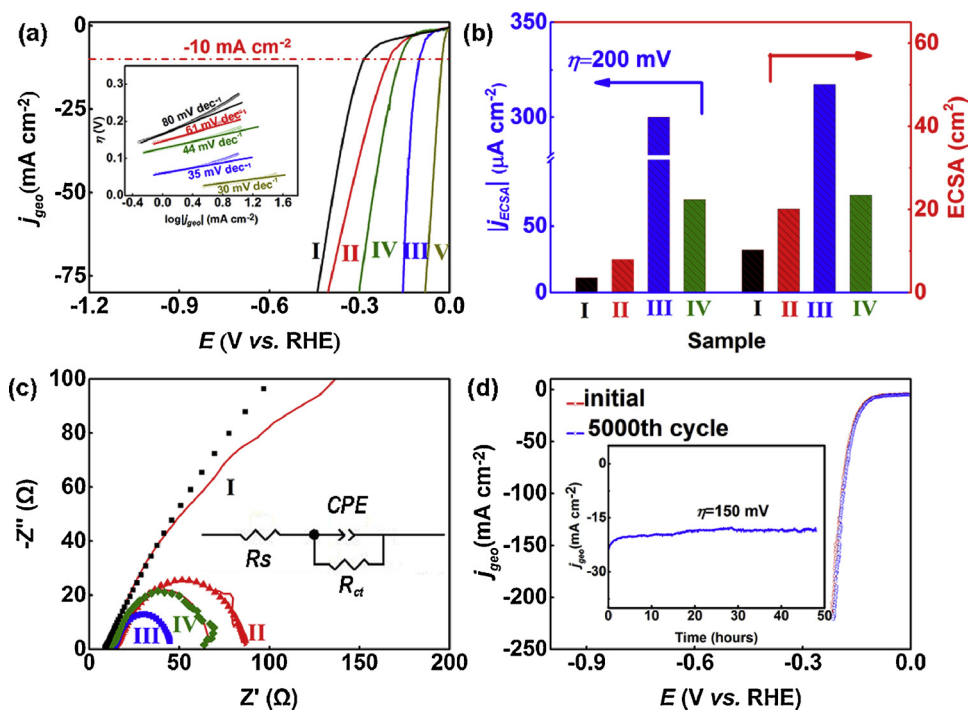 (a)
0
-25
-50
-75
j_geo(mA cm⁻²)
-10 mA cm⁻²
0.3
0.2
0.1
0.0
η (V)
80 mV dec⁻¹
61 mV dec⁻¹
44 mV dec⁻¹
35 mV dec⁻¹
30 mV dec⁻¹
-0.4 0.0 0.4 0.8 1.2 1.6
log|j_geo| (mA cm⁻²)
I II IV III V
-1.2 -0.9 -0.6 -0.3 0.0
E (V vs. RHE)
(b)
350
300
50
0
|j_ECSA| (μA cm⁻²)
η=200 mV
60
40
20
0
ECSA (cm²)
I II III IV I II III IV
Sample
(c)
100
80
60
40
20
0
-Z" (Ω)
I
CPE
Rs
R_ct
III IV II
0 50 100 150 200
Z' (Ω)
(d)
0
-50
-100
-150
-200
-250
j_geo(mA cm⁻²)
initial
5000th cycle
0
-15
-30
j_geo(mA cm⁻²)
η=150 mV
0 10 20 30 40 50
Time (hours)
-0.9 -0.6 -0.3 0.0
E (V vs. RHE)